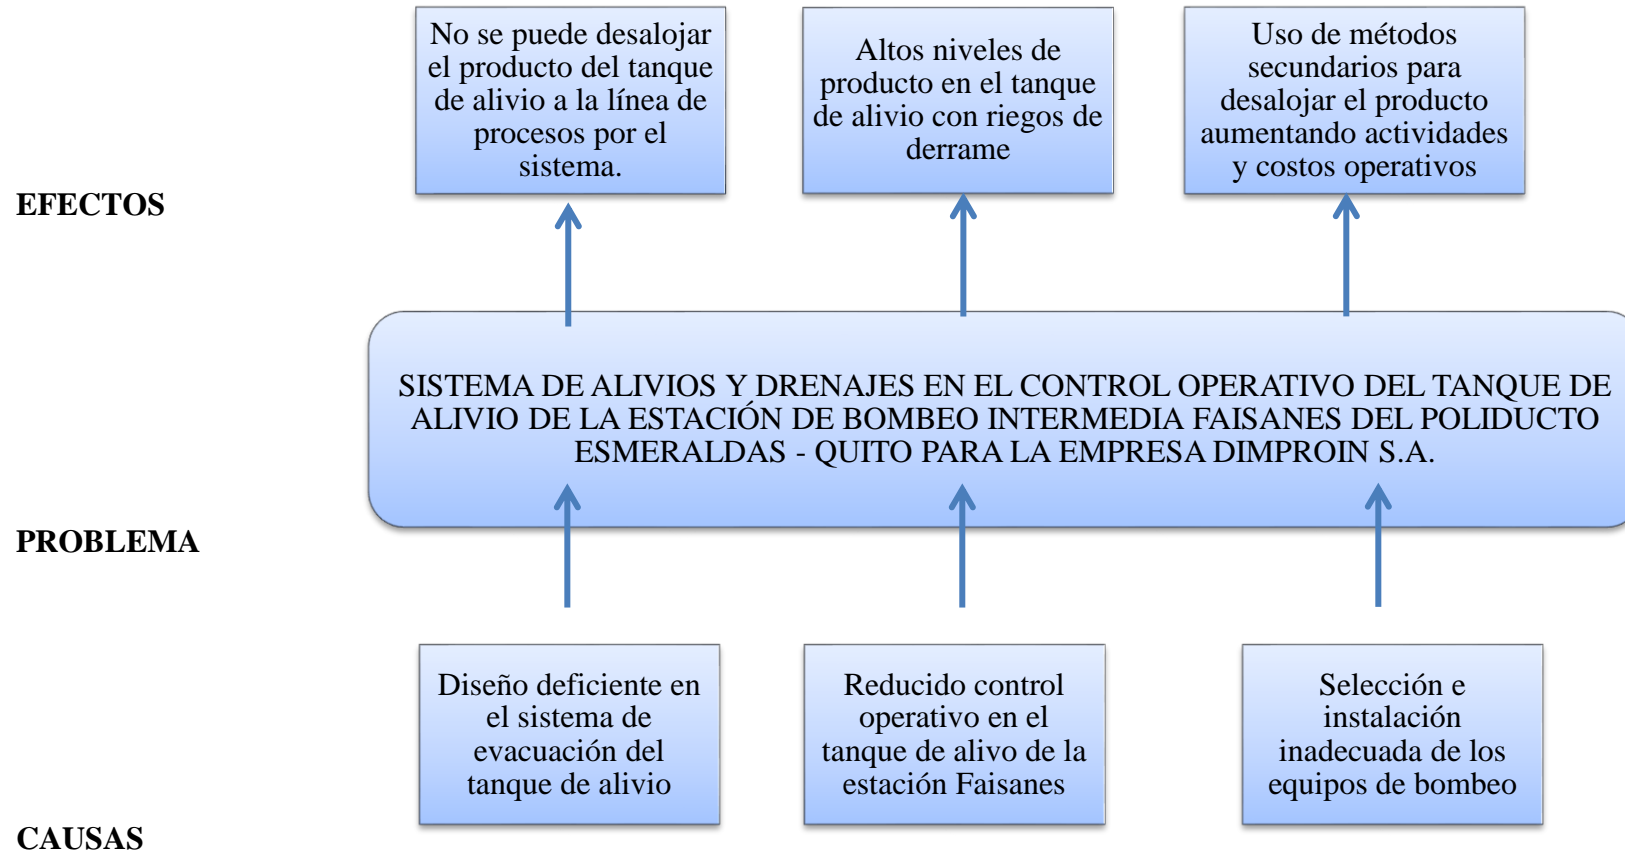 No se puede desalojar
el producto del tanque
de alivio a la línea de
procesos por el
sistema.
Altos niveles de
producto en el tanque
de alivio con riegos de
derrame
Uso de métodos
secundarios para
desalojar el producto
aumentando actividades
y costos operativos
EFECTOS
SISTEMA DE ALIVIOS Y DRENAJES EN EL CONTROL OPERATIVO DEL TANQUE DE
ALIVIO DE LA ESTACIÓN DE BOMBEO INTERMEDIA FAISANES DEL POLIDUCTO
ESMERALDAS - QUITO PARA LA EMPRESA DIMPROIN S.A.
PROBLEMA
Diseño deficiente en
el sistema de
evacuación del
tanque de alivio
Reducido control
operativo en el
tanque de alivo de la
estación Faisanes
Selección e
instalación
inadecuada de los
equipos de bombeo
CAUSAS